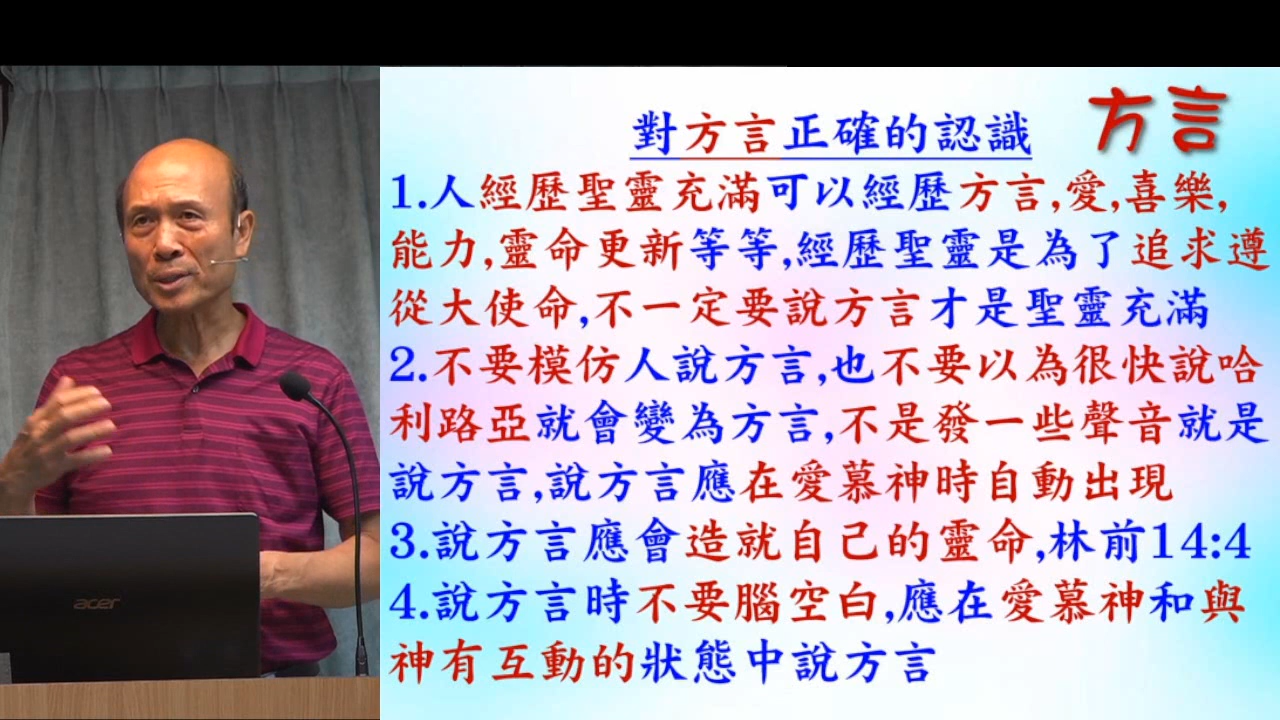 方言
對方言正確的認識
1.人經歷聖靈充滿可以經歷方言,愛,喜樂,
能力,靈命更新等等,經歷聖靈是為了追求遵
從大使命,不一定要說方言才是聖靈充滿
2.不要模仿人說方言,也不要以為很快說哈
利路亞就會變為方言,不是發一些聲音就是
說方言,說方言應在愛慕神時自動出現
3.說方言應會造就自己的靈命,林前14:4
4.說方言時不要腦空白,應在愛慕神和與
神有互動的狀態中說方言
acer